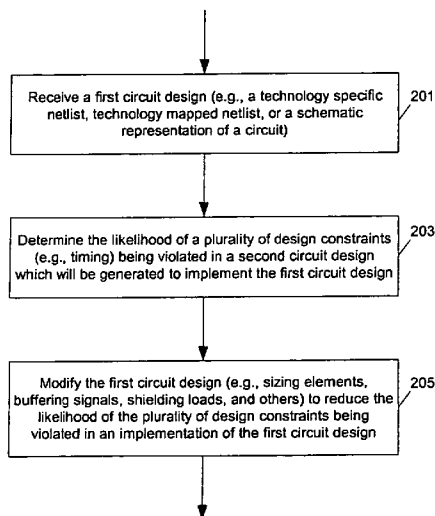 Receive a first circuit design (e.g., a technology specific
netlist, technology mapped netlist, or a schematic
representation of a circuit)
201
Determine the likelihood of a plurality of design constraints
(e.g., timing) being violated in a second circuit design
which will be generated to implement the first circuit design
203
Modify the first circuit design (e.g., sizing elements,
buffering signals, shielding loads, and others) to reduce the
likelihood of the plurality of design constraints being
violated in an implementation of the first circuit design
205